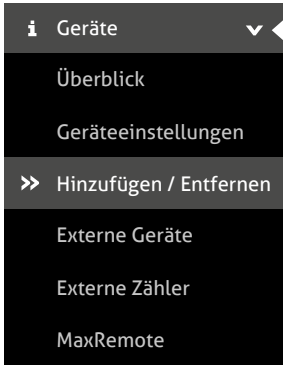 Geräte
Überblick
Geräteeinstellungen
Hinzufügen / Entfernen
Externe Geräte
Externe Zähler
MaxRemote